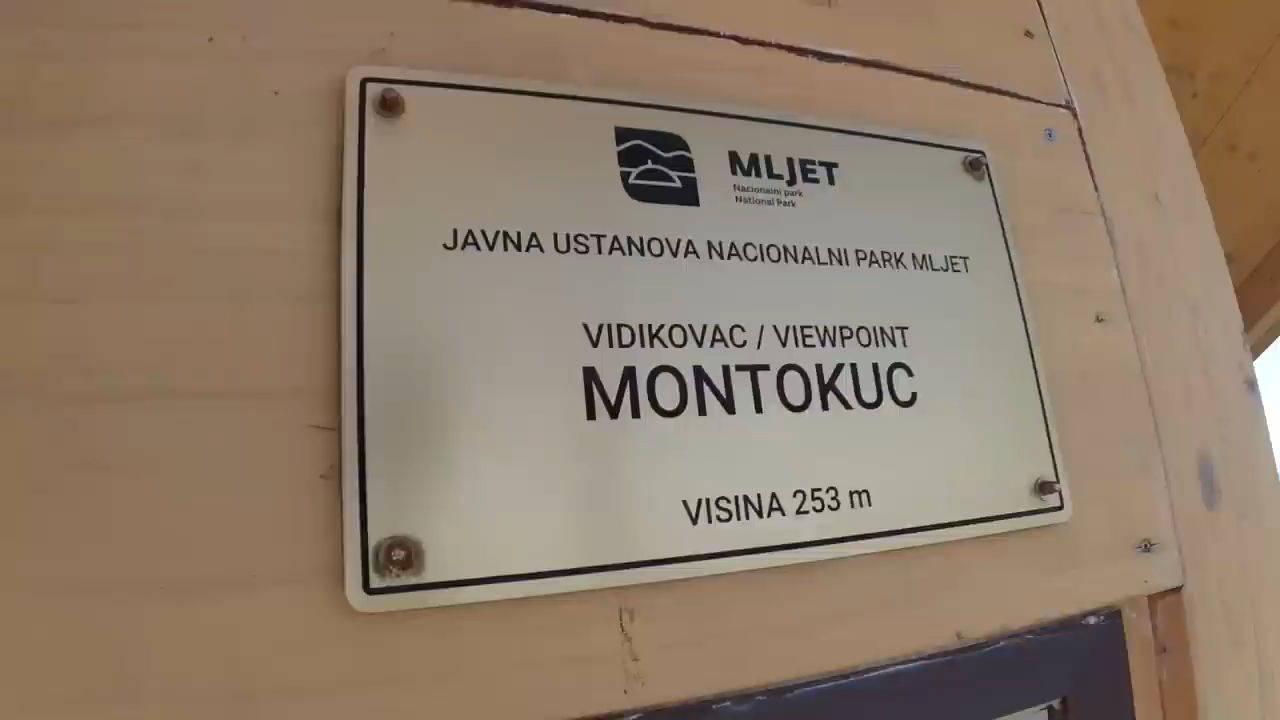 MLJET
Nacionalni park
National Park
JAVNA USTANOVA NACIONALNI PARK MLJET
VIDIKOVAC / VIEWPOINT
MONTOKUC
VISINA 253 m